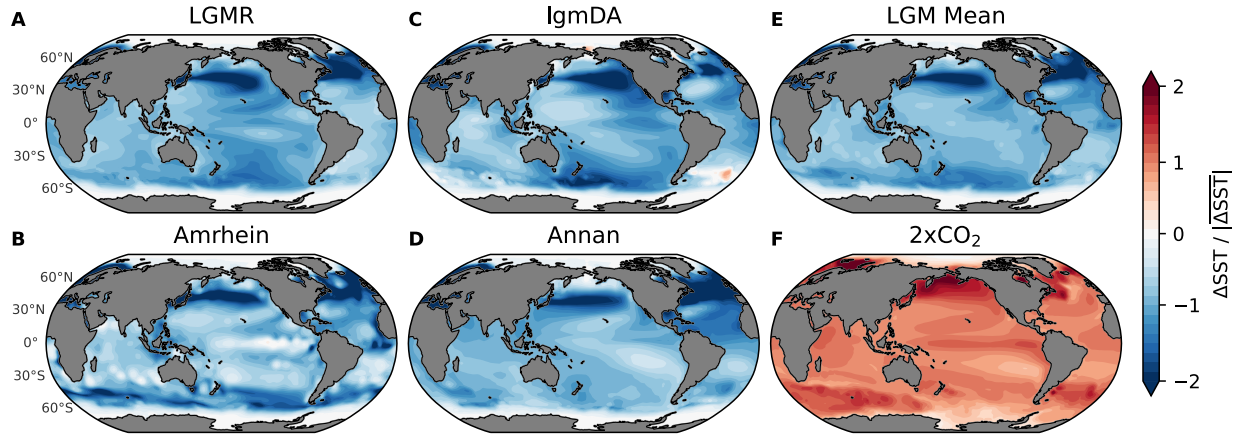 A LGMR
C lgmDA
E LGM Mean
60°N
30°N
0°
30°S
60°S
B Amrhein
D Annan
F 2xCO₂
60°N
30°N
0°
30°S
60°S
2
1
0
−1
−2
ΔSST / |\overline{ΔSST}|